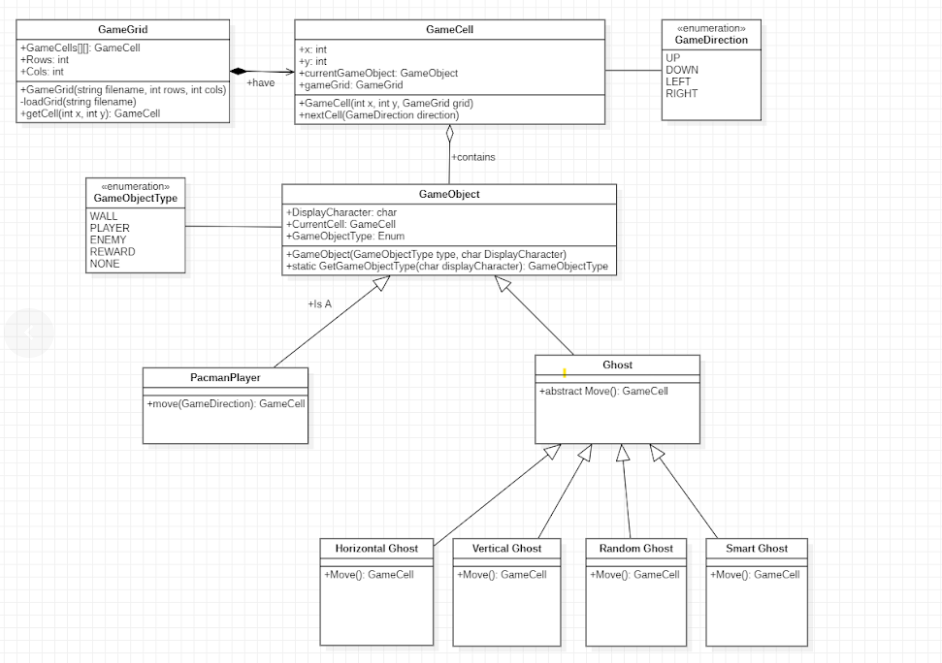 GameGrid
+GameCells[][]: GameCell
+Rows: int
+Cols: int
+GameGrid(string filename, int rows, int cols)
-loadGrid(string filename)
+getCell(int x, int y): GameCell
+have
GameCell
+x: int
+y: int
+currentGameObject: GameObject
+gameGrid: GameGrid
+GameCell(int x, int y, GameGrid grid)
+nextCell(GameDirection direction)
«enumeration»
GameDirection
UP
DOWN
LEFT
RIGHT
+contains
«enumeration»
GameObjectType
WALL
PLAYER
ENEMY
REWARD
NONE
GameObject
+DisplayCharacter: char
+CurrentCell: GameCell
+GameObjectType: Enum
+GameObject(GameObjectType type, char DisplayCharacter)
+static GetGameObjectType(char displayCharacter): GameObjectType
+Is A
PacmanPlayer
+move(GameDirection): GameCell
Ghost
+abstract Move(): GameCell
Horizontal Ghost
+Move(): GameCell
Vertical Ghost
+Move(): GameCell
Random Ghost
+Move(): GameCell
Smart Ghost
+Move(): GameCell